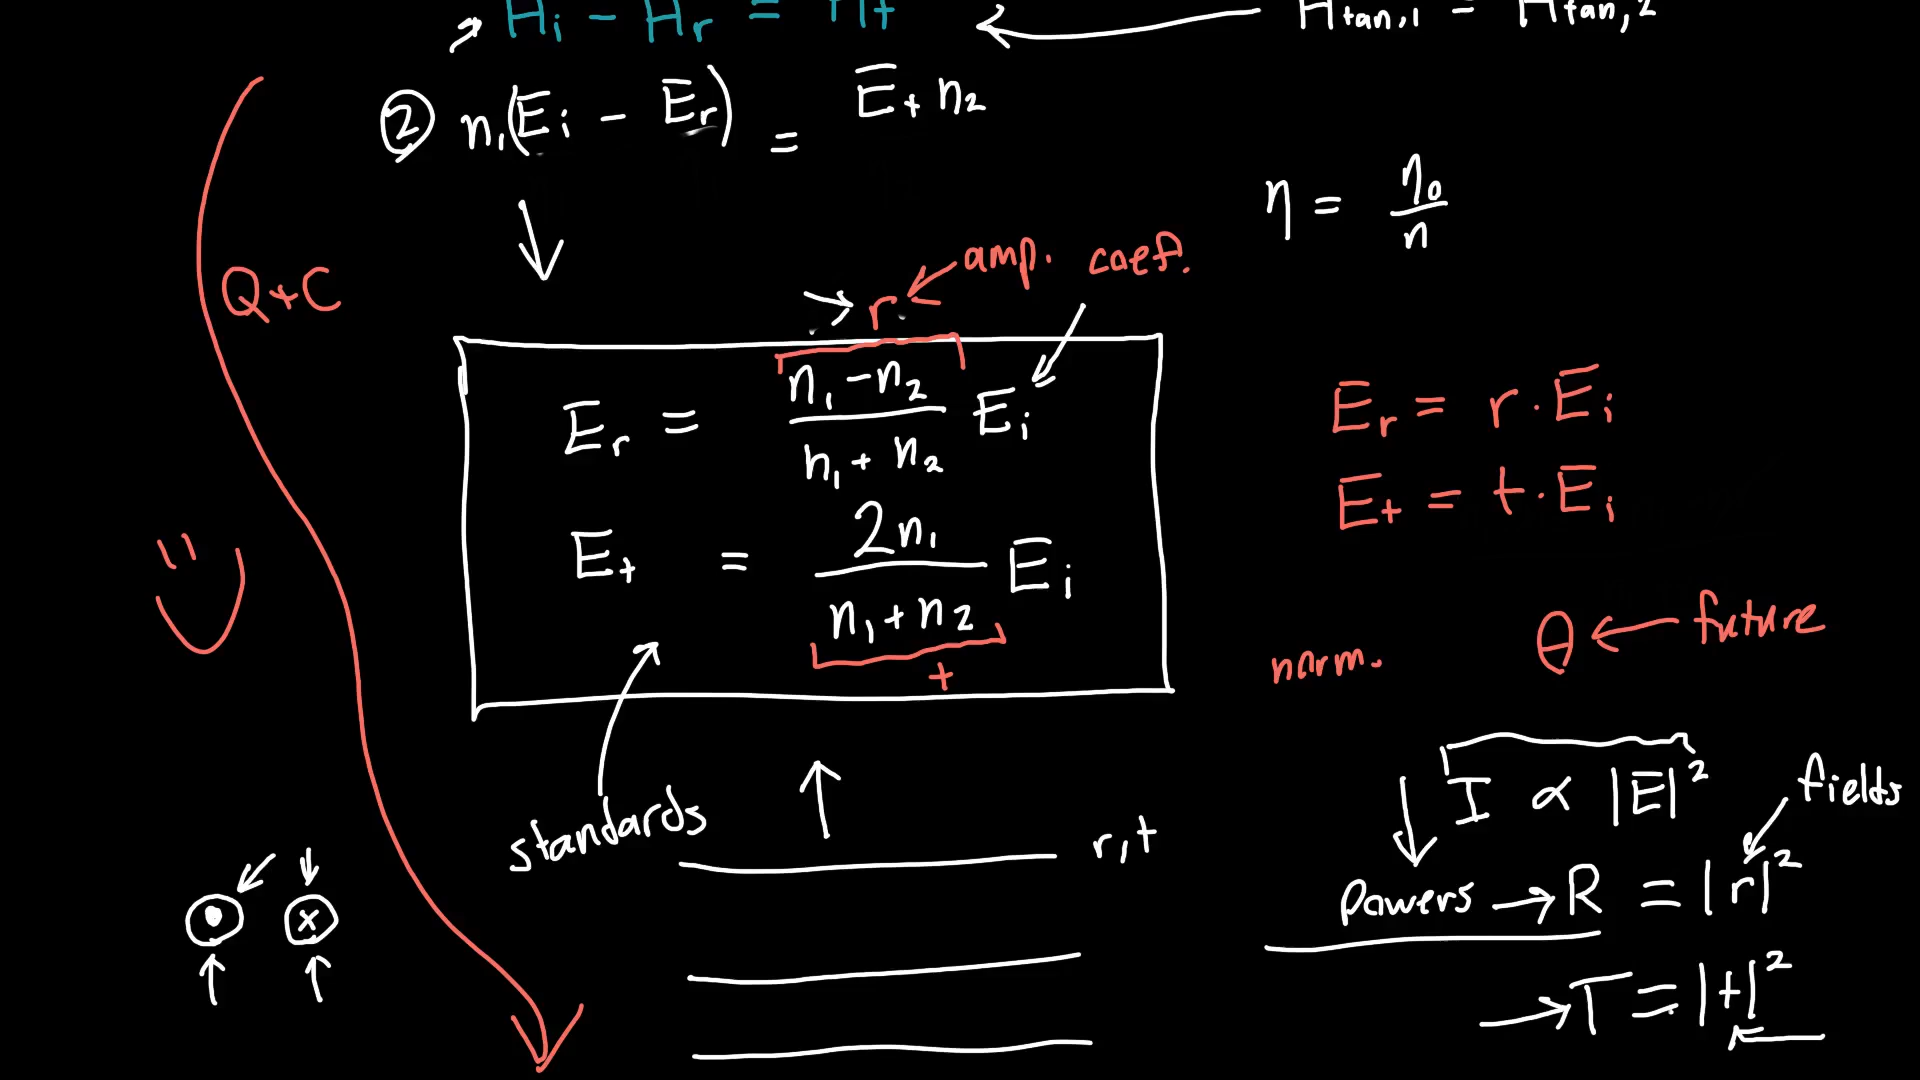 Hi - Hr = Ht
Htan,1 = Htan,2
② n1(Ei - Er) = Et n2
η = η0/n
Q+C
r
amp. coef.
Er = (n1 - n2)/(n1 + n2) Ei
Et = 2n1/(n1 + n2) Ei
t
Er = r · Ei
Et = t · Ei
norm.
θ ← future
standards
r, t
I ∝ |E|²
fields
Powers → R = |r|²
→ T = |t|²
x